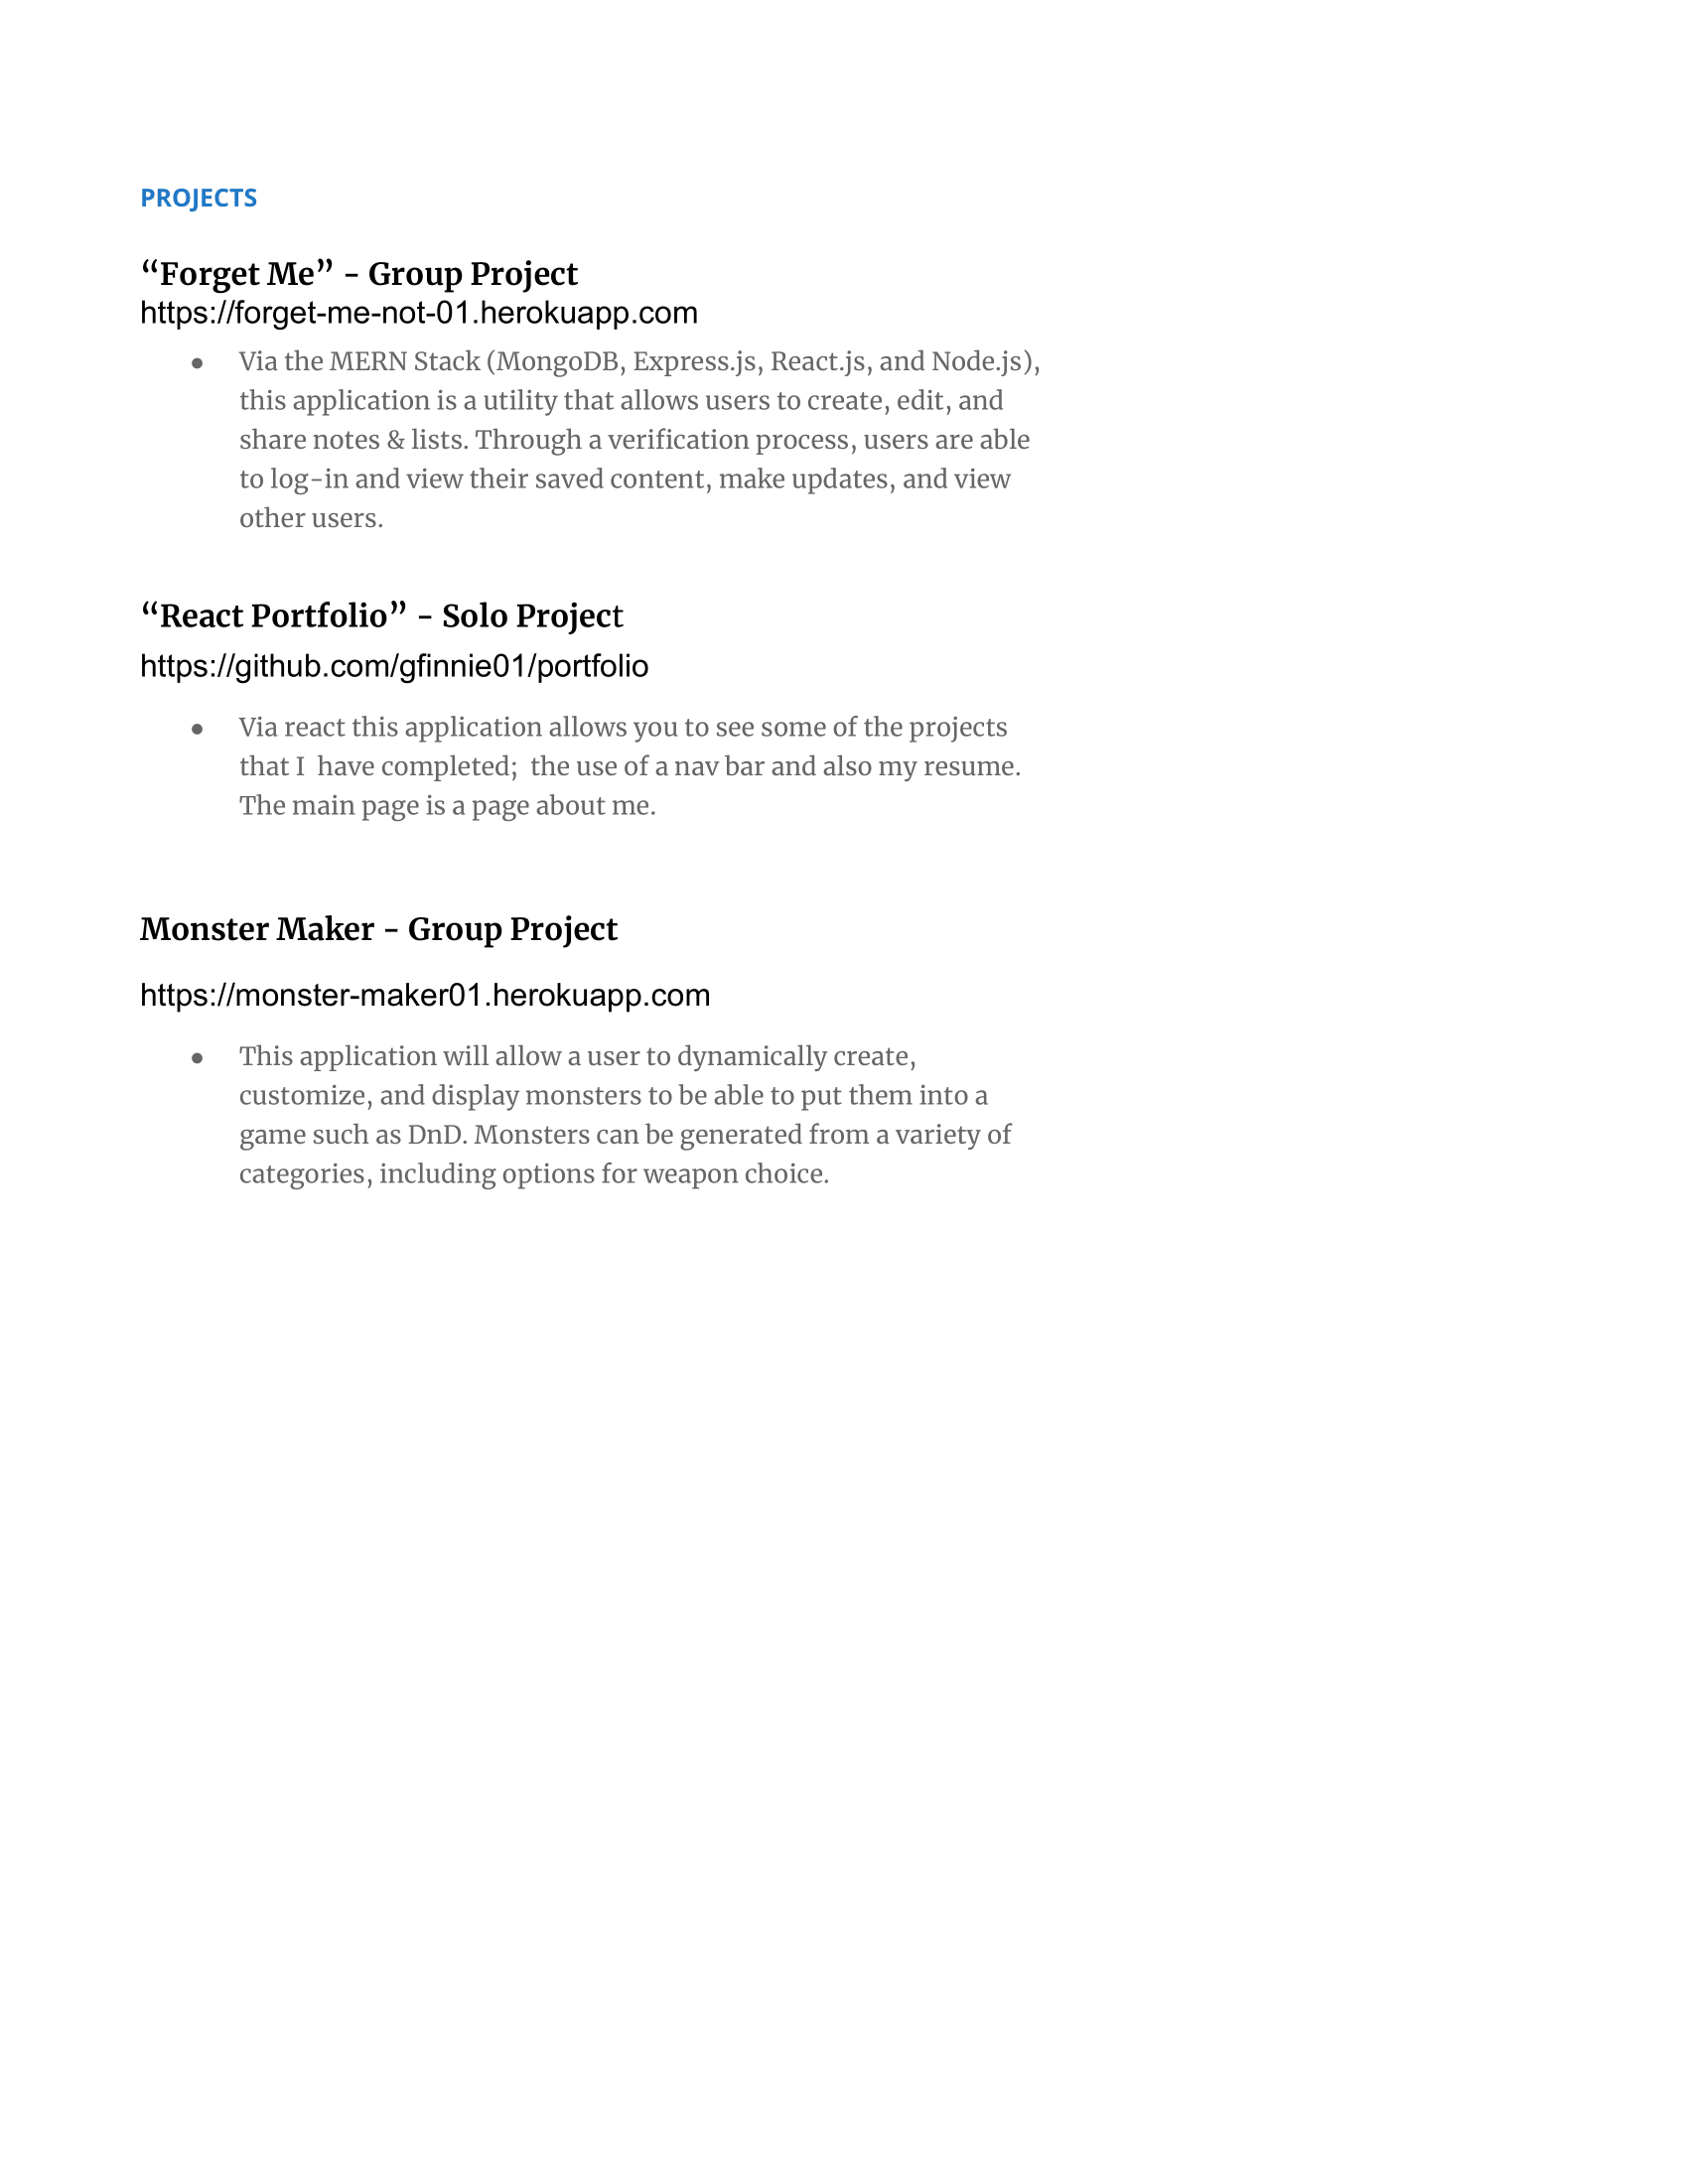 PROJECTS
“Forget Me” - Group Project
https://forget-me-not-01.herokuapp.com
● Via the MERN Stack (MongoDB, Express.js, React.js, and Node.js),
this application is a utility that allows users to create, edit, and
share notes & lists. Through a verification process, users are able
to log-in and view their saved content, make updates, and view
other users.
“React Portfolio” - Solo Project
https://github.com/gfinnie01/portfolio
● Via react this application allows you to see some of the projects
that I  have completed;  the use of a nav bar and also my resume.
The main page is a page about me.
Monster Maker - Group Project
https://monster-maker01.herokuapp.com
● This application will allow a user to dynamically create,
customize, and display monsters to be able to put them into a
game such as DnD. Monsters can be generated from a variety of
categories, including options for weapon choice.